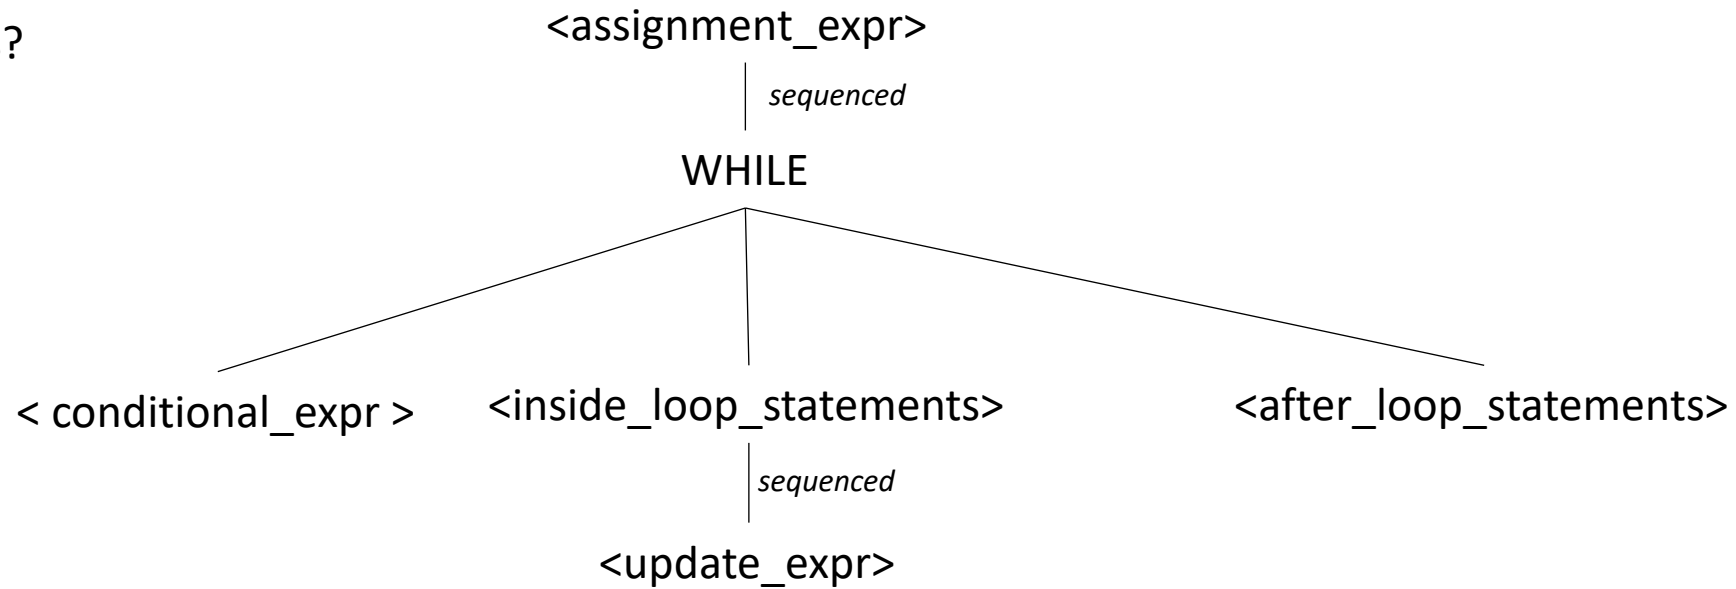 ?
<assignment_expr>
sequenced
WHILE
< conditional_expr >
<inside_loop_statements>
<after_loop_statements>
sequenced
<update_expr>